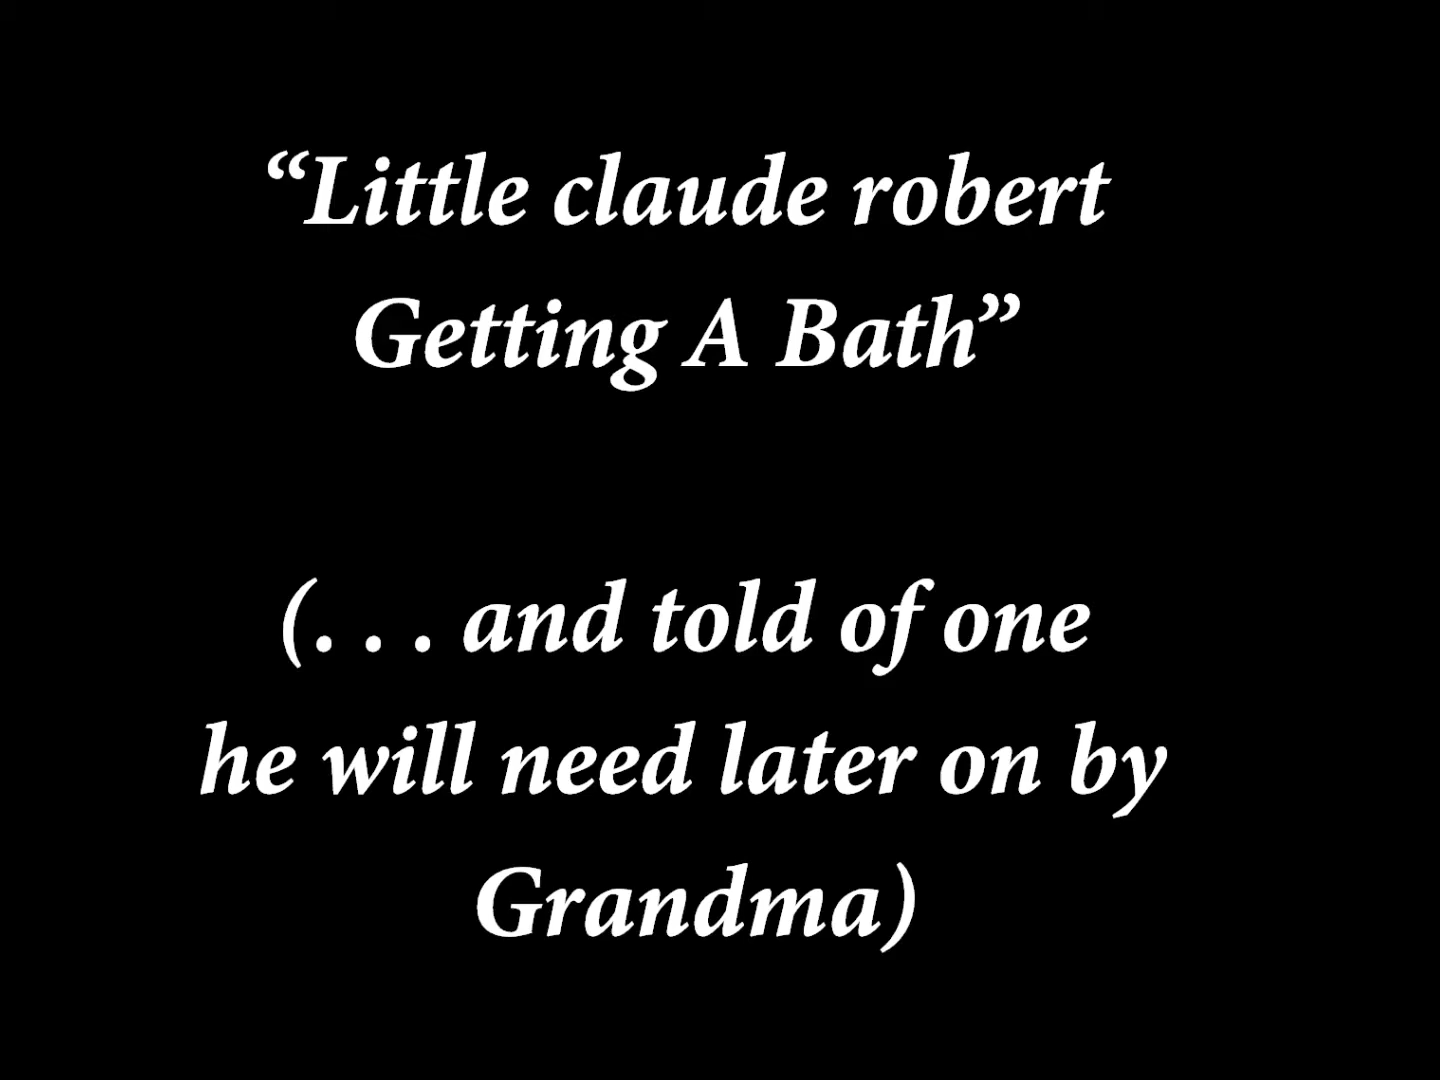 “Little claude robert
Getting A Bath”
(. . . and told of one
he will need later on by
Grandma)